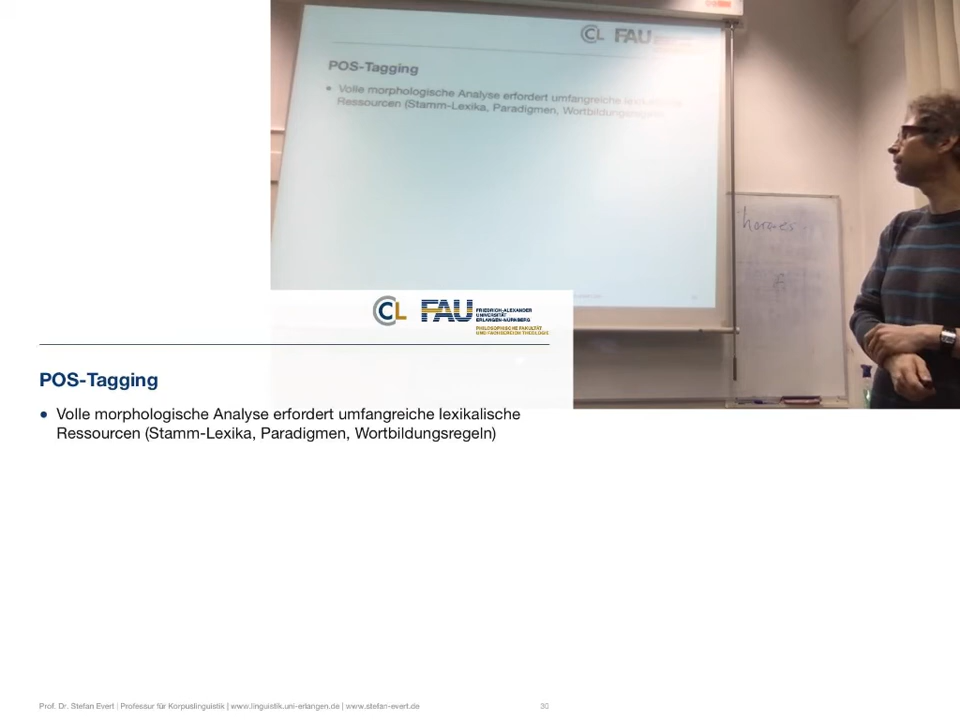 CL FAU
POS-Tagging
• Volle morphologische Analyse erfordert umfangreiche
Ressourcen (Stamm-Lexika, Paradigmen, Wortbildungsregeln)
CL FAU FRIEDRICH-ALEXANDER
UNIVERSITÄT
ERLANGEN-NÜRNBERG
PHILOSOPHISCHE FAKULTÄT
UND FACHBEREICH THEOLOGIE
POS-Tagging
• Volle morphologische Analyse erfordert umfangreiche lexikalische
Ressourcen (Stamm-Lexika, Paradigmen, Wortbildungsregeln)
Prof. Dr. Stefan Evert | Professur für Korpuslinguistik | www.linguistik.uni-erlangen.de | www.stefan-evert.de 30